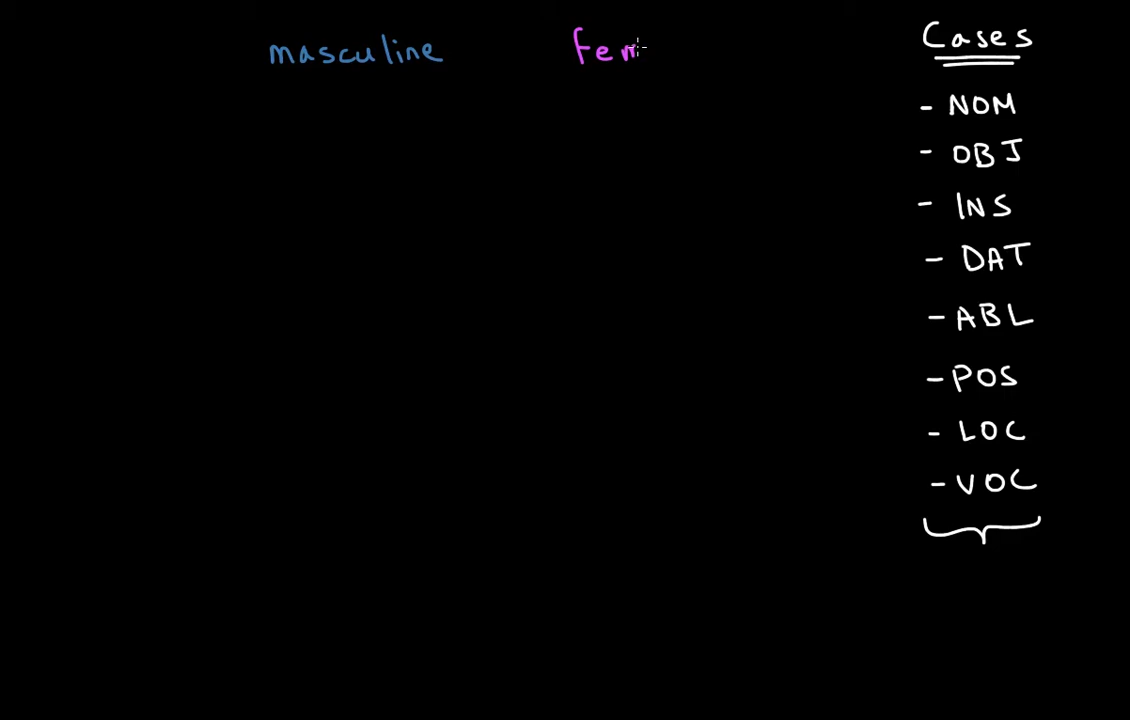 masculine fem
Cases
- NOM
- OBJ
- INS
- DAT
- ABL
- POS
- LOC
- VOC